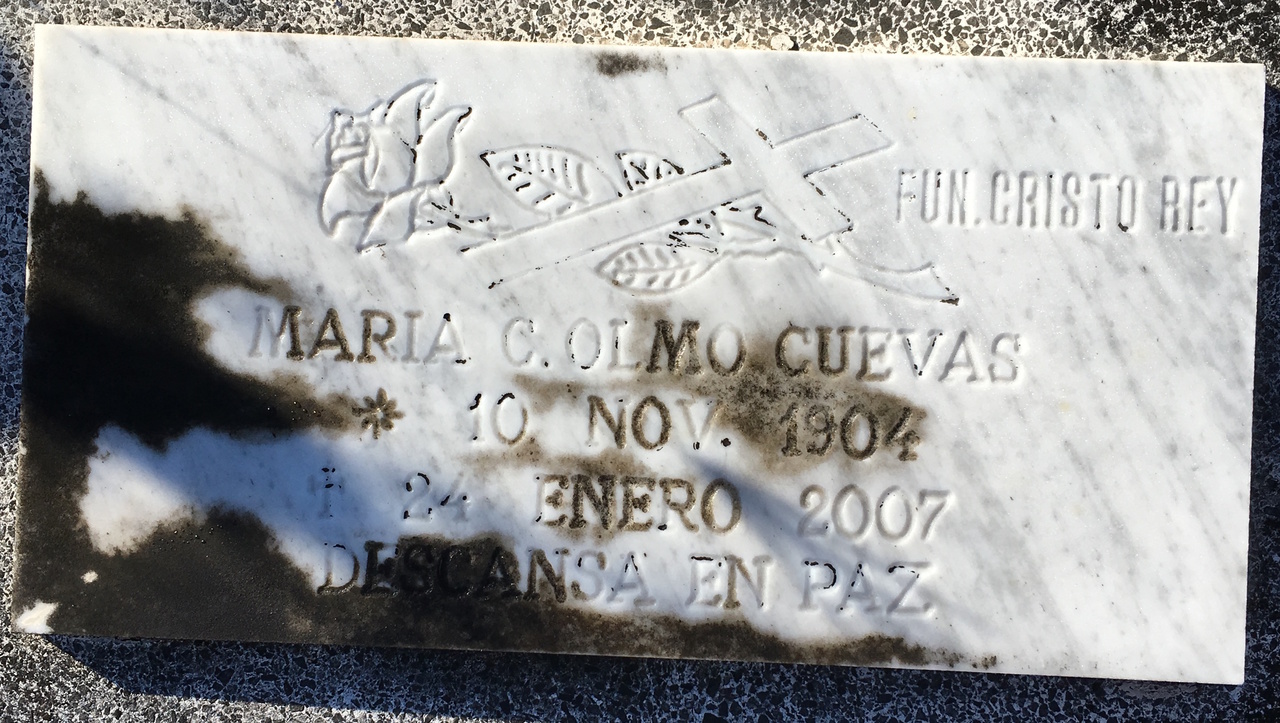 FUN. CRISTO REY
MARIA C. OLMO CUEVAS
* 10 NOV. 1904
† 24 ENERO 2007
DESCANSA EN PAZ